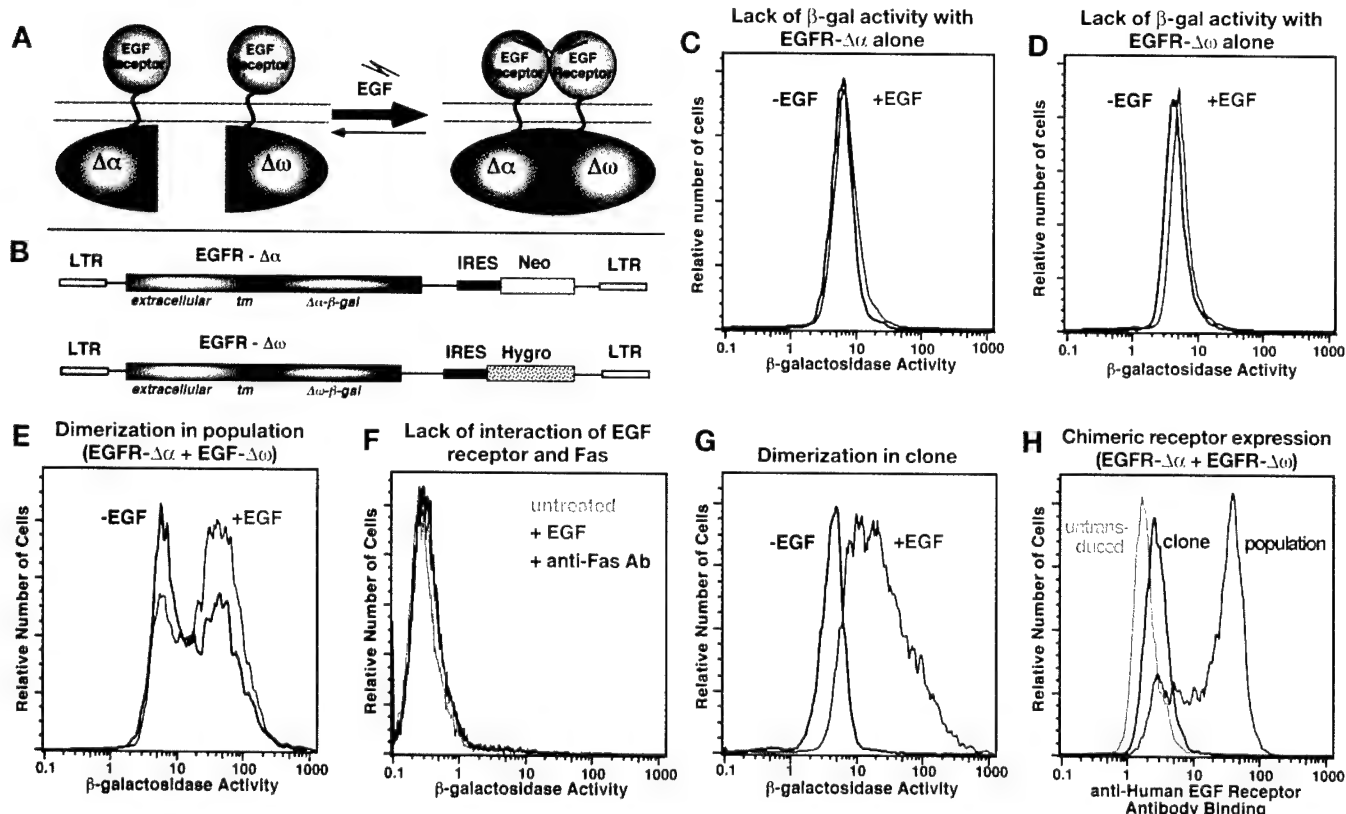 A
EGF Receptor
EGF Receptor
EGF
EGF Receptor
EGF Receptor
Δα
Δω
Δα
Δω
B
LTR
EGFR - Δα
IRES
Neo
LTR
extracellular
tm
Δα-β-gal
LTR
EGFR - Δω
IRES
Hygro
LTR
extracellular
tm
Δω-β-gal
C
Lack of β-gal activity with
EGFR-Δα alone
-EGF
+EGF
Relative number of cells
0.1 1 10 100 1000
β-galactosidase Activity
D
Lack of β-gal activity with
EGFR-Δω alone
-EGF
+EGF
Relative number of cells
0.1 1 10 100 1000
β-galactosidase Activity
E
Dimerization in population
(EGFR-Δα + EGF-Δω)
-EGF
+EGF
Relative Number of Cells
0.1 1 10 100 1000
β-galactosidase Activity
F
Lack of interaction of EGF
receptor and Fas
untreated
+ EGF
+ anti-Fas Ab
Relative Number of Cells
0.1 1 10 100 1000
β-galactosidase Activity
G
Dimerization in clone
-EGF
+EGF
Relative Number of Cells
0.1 1 10 100 1000
β-galactosidase Activity
H
Chimeric receptor expression
(EGFR-Δα + EGFR-Δω)
untrans-
duced
clone
population
Relative Number of Cells
0.1 1 10 100 1000
anti-Human EGF Receptor
Antibody Binding